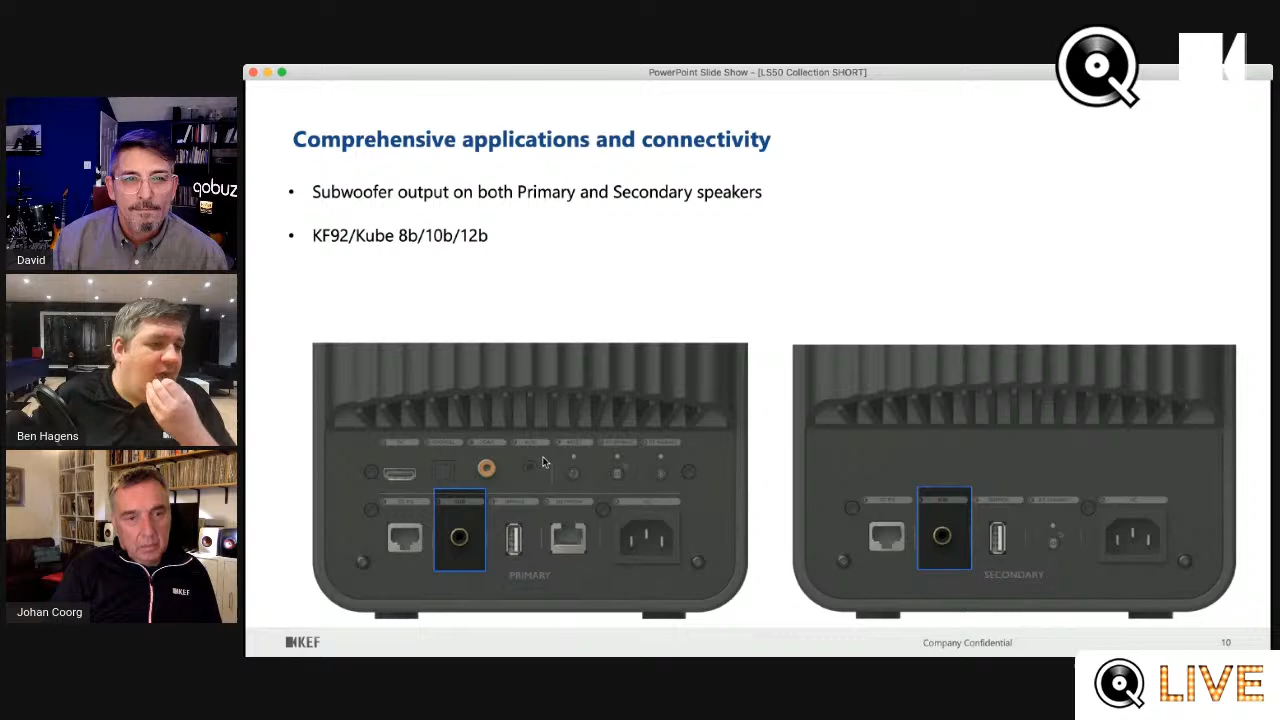 PowerPoint Slide Show - [LS50 Collection SHORT]
Comprehensive applications and connectivity
• Subwoofer output on both Primary and Secondary speakers
• KF92/Kube 8b/10b/12b
qobuz
David
Ben Hagens
KEF
Johan Coorg
PRIMARY
SECONDARY
KEF
Company Confidential
10
LIVE